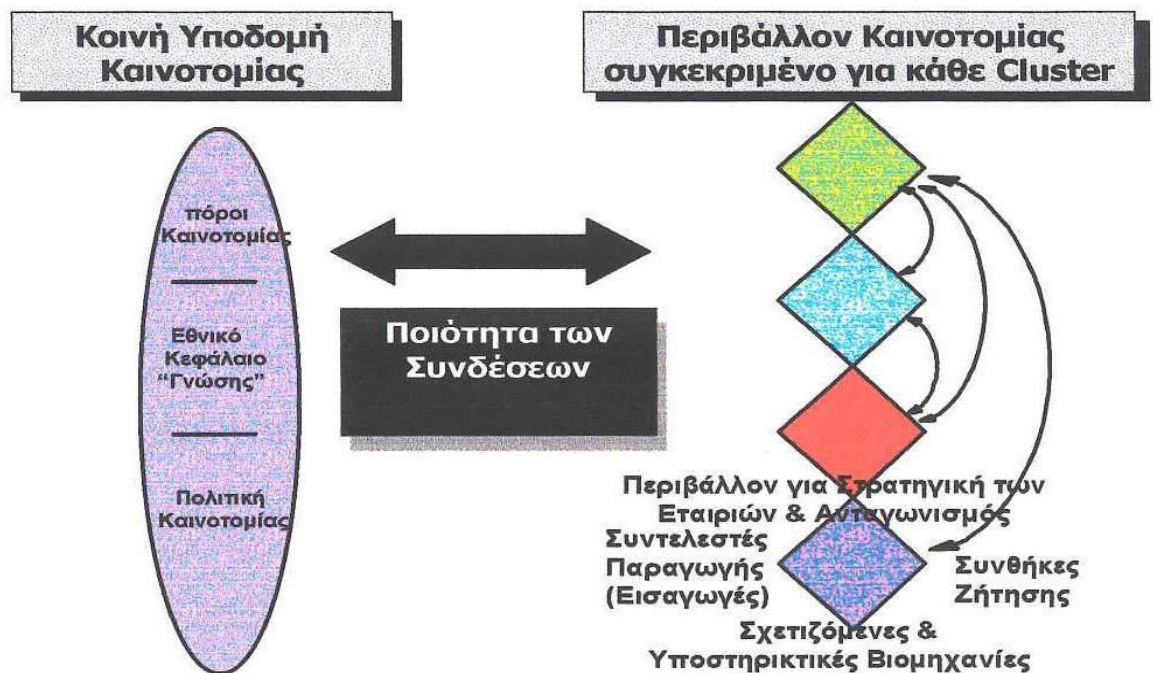 Κοινή Υποδομή
Καινοτομίας
Περιβάλλον Καινοτομίας
συγκεκριμένο για κάθε Cluster
πόροι
Καινοτομίας
Εθνικό
Κεφάλαιο
“Γνώσης”
Πολιτική
Καινοτομίας
Ποιότητα των
Συνδέσεων
Περιβάλλον για Στρατηγική των
Εταιριών & Ανταγωνισμός
Συντελεστές
Παραγωγής
(Εισαγωγές)
Συνθήκες
Ζήτησης
Σχετιζόμενες &
Υποστηρικτικές Βιομηχανίες